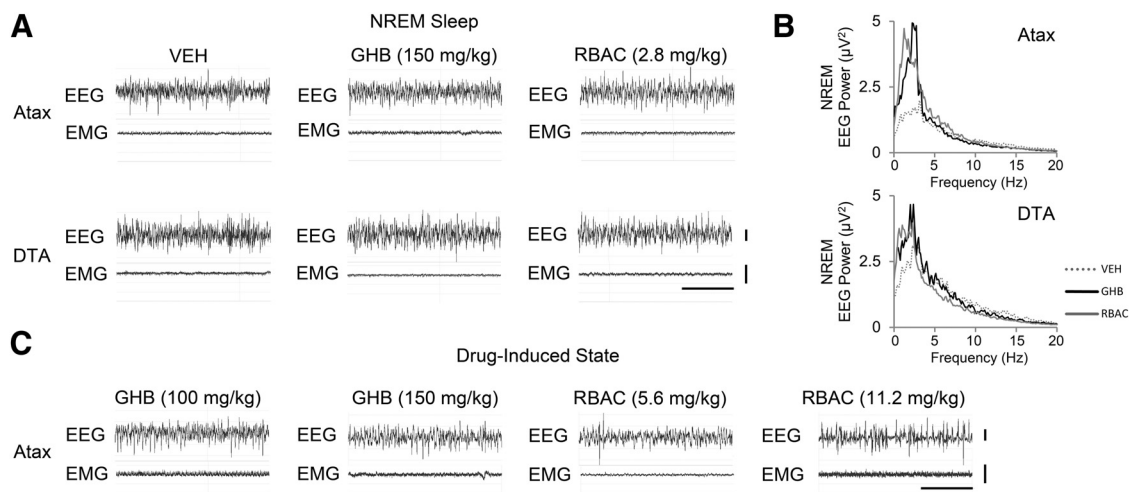 A
NREM Sleep
VEH
GHB (150 mg/kg)
RBAC (2.8 mg/kg)
Atax
EEG
EEG
EEG
EMG
EMG
EMG
DTA
EEG
EEG
EEG
EMG
EMG
EMG
B
Atax
NREM
EEG Power (µV²)
5
2.5
0
0 5 10 15 20
Frequency (Hz)
DTA
NREM
EEG Power (µV²)
5
2.5
0
0 5 10 15 20
Frequency (Hz)
VEH
GHB
RBAC
C
Drug-Induced State
GHB (100 mg/kg)
GHB (150 mg/kg)
RBAC (5.6 mg/kg)
RBAC (11.2 mg/kg)
Atax
EEG
EEG
EEG
EEG
EMG
EMG
EMG
EMG